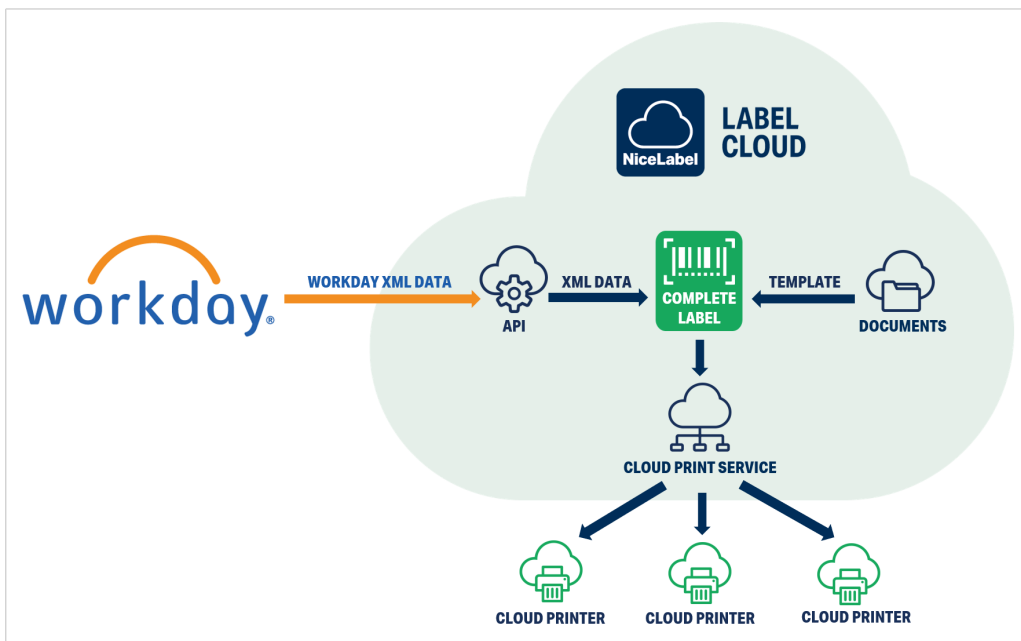 NiceLabel
LABEL
CLOUD
workday®
WORKDAY XML DATA
API
XML DATA
COMPLETE
LABEL
TEMPLATE
DOCUMENTS
CLOUD PRINT SERVICE
CLOUD PRINTER
CLOUD PRINTER
CLOUD PRINTER